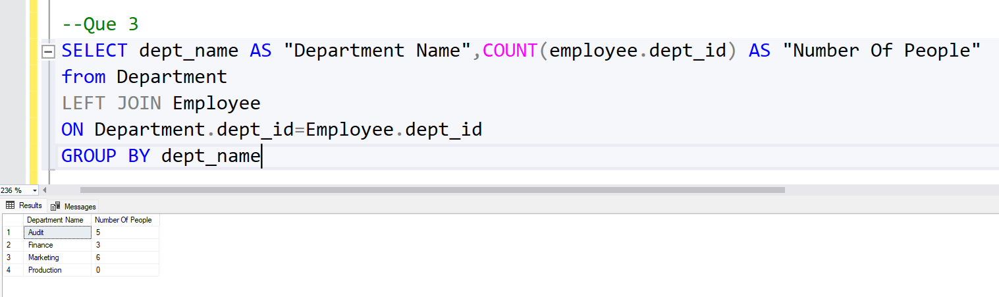 --Que 3
SELECT dept_name AS "Department Name",COUNT(employee.dept_id) AS "Number Of People"
from Department
LEFT JOIN Employee
ON Department.dept_id=Employee.dept_id
GROUP BY dept_name
236 %
Results Messages
Department Name Number Of People
1 Audit 5
2 Finance 3
3 Marketing 6
4 Production 0